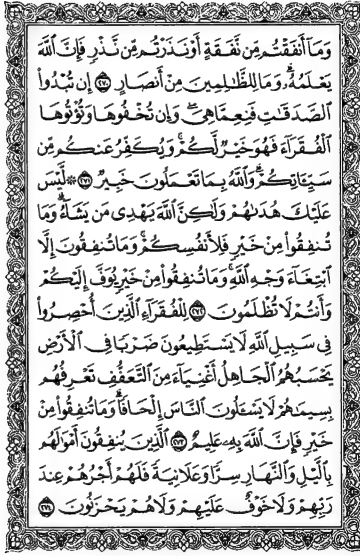 وَمَآ أَنفَقْتُم مِّن نَّفَقَةٍ أَوْ نَذَرْتُم مِّن نَّذْرٍ فَإِنَّ ٱللَّهَ
يَعْلَمُهُۥ ۗ وَمَا لِلظَّٰلِمِينَ مِنْ أَنصَارٍ ٢٧٠ إِن تُبْدُوا۟
ٱلصَّدَقَٰتِ فَنِعِمَّا هِىَ ۖ وَإِن تُخْفُوهَا وَتُؤْتُوهَا
ٱلْفُقَرَآءَ فَهُوَ خَيْرٌ لَّكُمْ ۚ وَيُكَفِّرُ عَنكُم مِّن
سَيِّـَٔاتِكُمْ ۗ وَٱللَّهُ بِمَا تَعْمَلُونَ خَبِيرٌ ٢٧١ ۞ لَّيْسَ
عَلَيْكَ هُدَىٰهُمْ وَلَٰكِنَّ ٱللَّهَ يَهْدِى مَن يَشَآءُ ۗ وَمَا
تُنفِقُوا۟ مِنْ خَيْرٍ فَلِأَنفُسِكُمْ ۚ وَمَا تُنفِقُونَ إِلَّا
ٱبْتِغَآءَ وَجْهِ ٱللَّهِ ۚ وَمَا تُنفِقُوا۟ مِنْ خَيْرٍ يُوَفَّ إِلَيْكُمْ
وَأَنتُمْ لَا تُظْلَمُونَ ٢٧٢ لِلْفُقَرَآءِ ٱلَّذِينَ أُحْصِرُوا۟
فِى سَبِيلِ ٱللَّهِ لَا يَسْتَطِيعُونَ ضَرْبًا فِى ٱلْأَرْضِ
يَحْسَبُهُمُ ٱلْجَاهِلُ أَغْنِيَآءَ مِنَ ٱلتَّعَفُّفِ تَعْرِفُهُم
بِسِيمَٰهُمْ لَا يَسْـَٔلُونَ ٱلنَّاسَ إِلْحَافًا ۗ وَمَا تُنفِقُوا۟ مِنْ
خَيْرٍ فَإِنَّ ٱللَّهَ بِهِۦ عَلِيمٌ ٢٧٣ ٱلَّذِينَ يُنفِقُونَ أَمْوَٰلَهُم
بِٱلَّيْلِ وَٱلنَّهَارِ سِرًّا وَعَلَانِيَةً فَلَهُمْ أَجْرُهُمْ عِندَ
رَبِّهِمْ وَلَا خَوْفٌ عَلَيْهِمْ وَلَا هُمْ يَحْزَنُونَ ٢٧٤